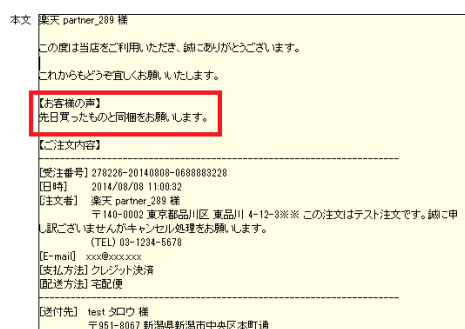 本文
楽天 partner_289 様
この度は当店をご利用いただき、誠にありがとうございます。
これからもどうぞ宜しくお願いいたします。
【お客様の声】
先日買ったものと同梱をお願いします。
【ご注文内容】
------------------------------------------------------------
[受注番号] 278226-20140808-0688883228
[日時] 2014/08/08 11:00:32
[注文者] 楽天 partner_289 様
〒140-0002 東京都品川区 東品川 4-12-3※※ この注文はテスト注文です。誠に申
し訳ございませんがキャンセル処理をお願します。
(TEL) 03-1234-5678
[E-mail] xxx@xxx.xxx
[支払方法] クレジット決済
[配送方法] 宅配便
------------------------------------------------------------
[送付先] test タロウ 様
〒951-8067 新潟県新潟市中央区本町通